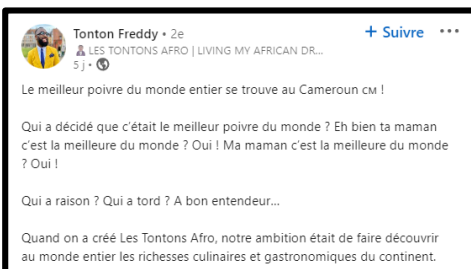 Tonton Freddy • 2e
+ Suivre
LES TONTONS AFRO | LIVING MY AFRICAN DR...
5 j •
Le meilleur poivre du monde entier se trouve au Cameroun CM !
Qui a décidé que c'était le meilleur poivre du monde ? Eh bien ta maman
c'est la meilleure du monde ? Oui ! Ma maman c'est la meilleure du monde
? Oui !
Qui a raison ? Qui a tord ? A bon entendeur...
Quand on a créé Les Tontons Afro, notre ambition était de faire découvrir
au monde entier les richesses culinaires et gastronomiques du continent.